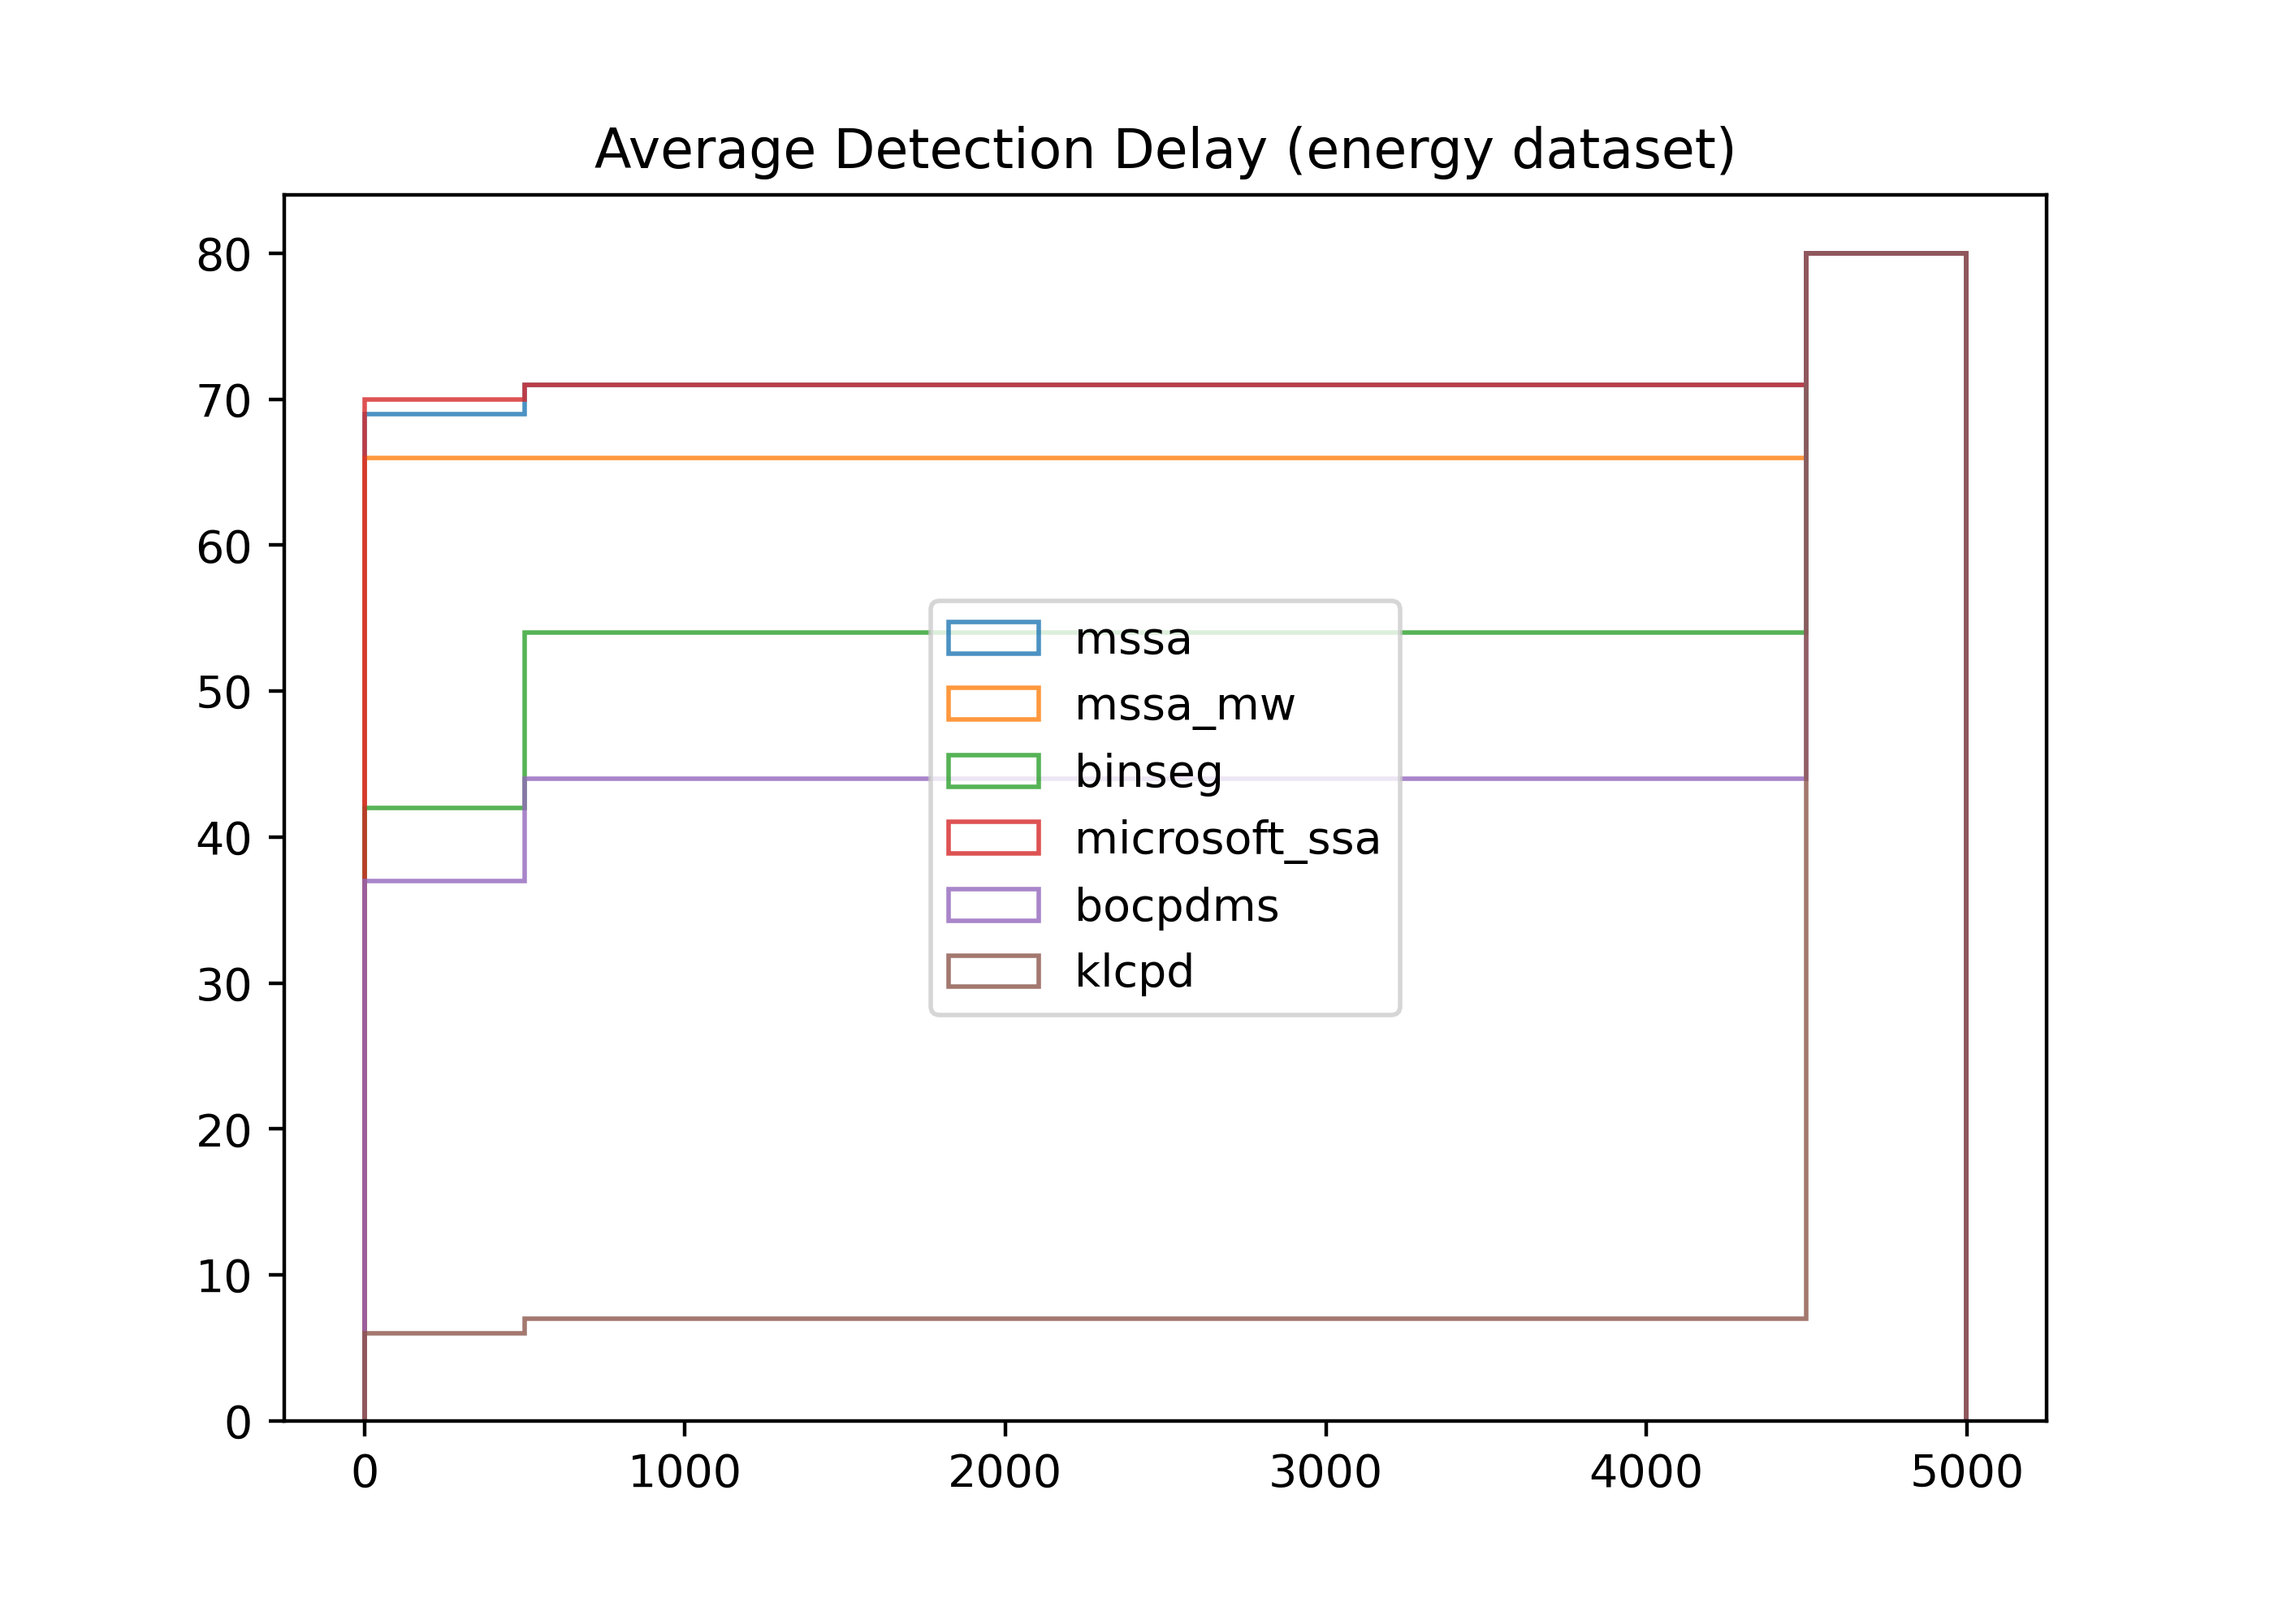 Average Detection Delay (energy dataset)
80
70
60
50
40
30
20
10
0
mssa
mssa_mw
binseg
microsoft_ssa
bocpdms
klcpd
0 1000 2000 3000 4000 5000